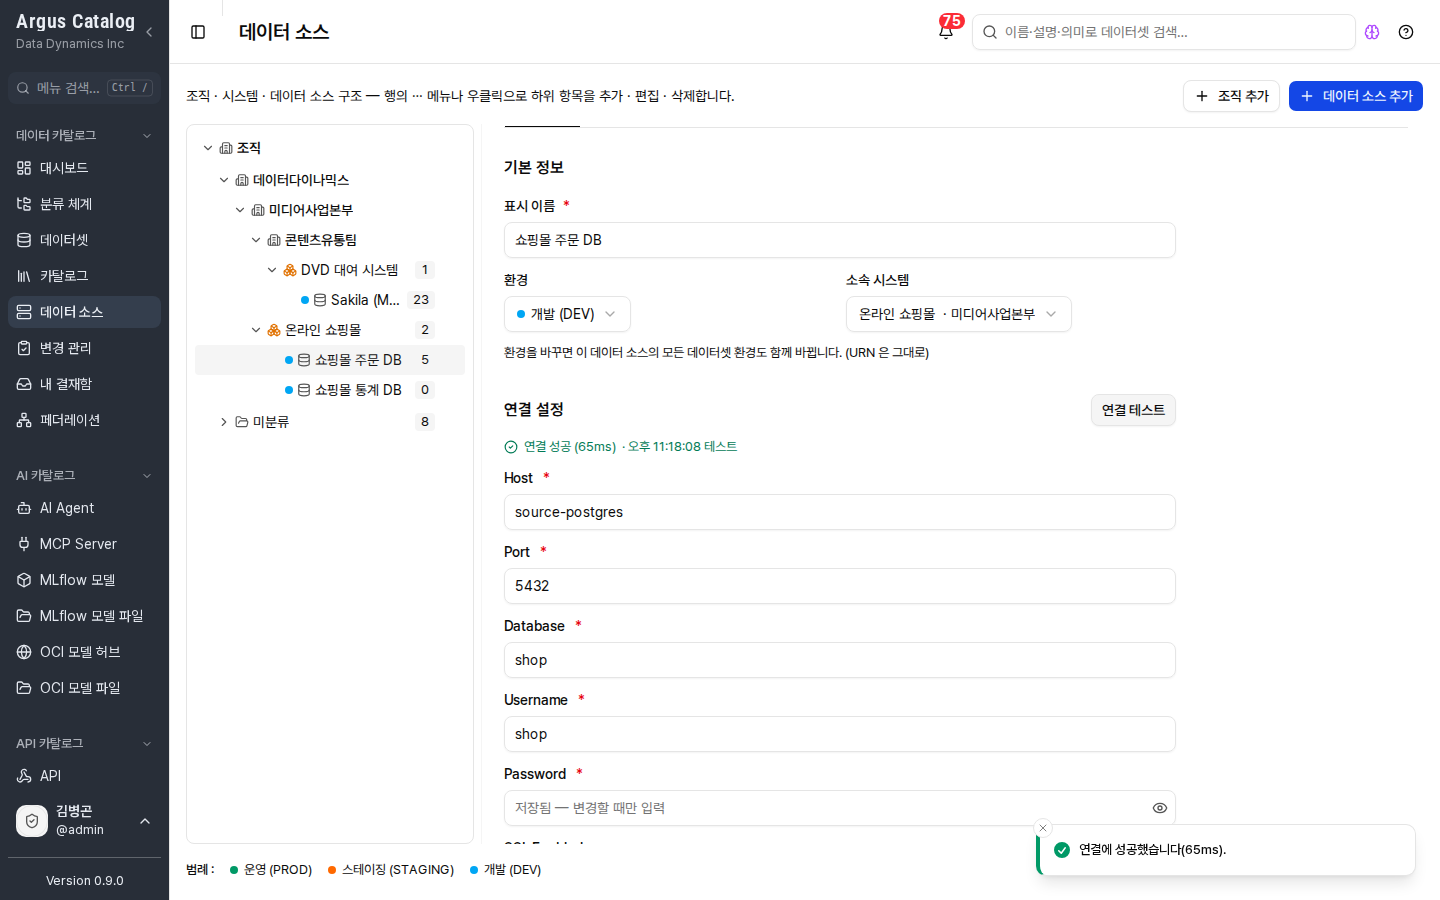 Argus Catalog
Data Dynamics Inc
메뉴 검색... Ctrl /
데이터 카탈로그
대시보드
분류 체계
데이터셋
카탈로그
데이터 소스
변경 관리
내 결재함
페더레이션
AI 카탈로그
AI Agent
MCP Server
MLflow 모델
MLflow 모델 파일
OCI 모델 허브
OCI 모델 파일
API 카탈로그
API
김병곤
@admin
Version 0.9.0
데이터 소스
75
이름·설명·의미로 데이터셋 검색...
조직 · 시스템 · 데이터 소스 구조 — 행의 ··· 메뉴나 우클릭으로 하위 항목을 추가 · 편집 · 삭제합니다.
조직 추가
데이터 소스 추가
조직
데이터다이나믹스
미디어사업본부
콘텐츠유통팀
DVD 대여 시스템 1
Sakila (M... 23
온라인 쇼핑몰 2
쇼핑몰 주문 DB 5
쇼핑몰 통계 DB 0
미분류 8
기본 정보
표시 이름 *
쇼핑몰 주문 DB
환경
개발 (DEV)
소속 시스템
온라인 쇼핑몰 · 미디어사업본부
환경을 바꾸면 이 데이터 소스의 모든 데이터셋 환경도 함께 바뀝니다. (URN 은 그대로)
연결 설정
연결 테스트
연결 성공 (65ms) · 오후 11:18:08 테스트
Host *
source-postgres
Port *
5432
Database *
shop
Username *
shop
Password *
저장됨 — 변경할 때만 입력
범례 : 운영 (PROD) 스테이징 (STAGING) 개발 (DEV)
연결에 성공했습니다(65ms).